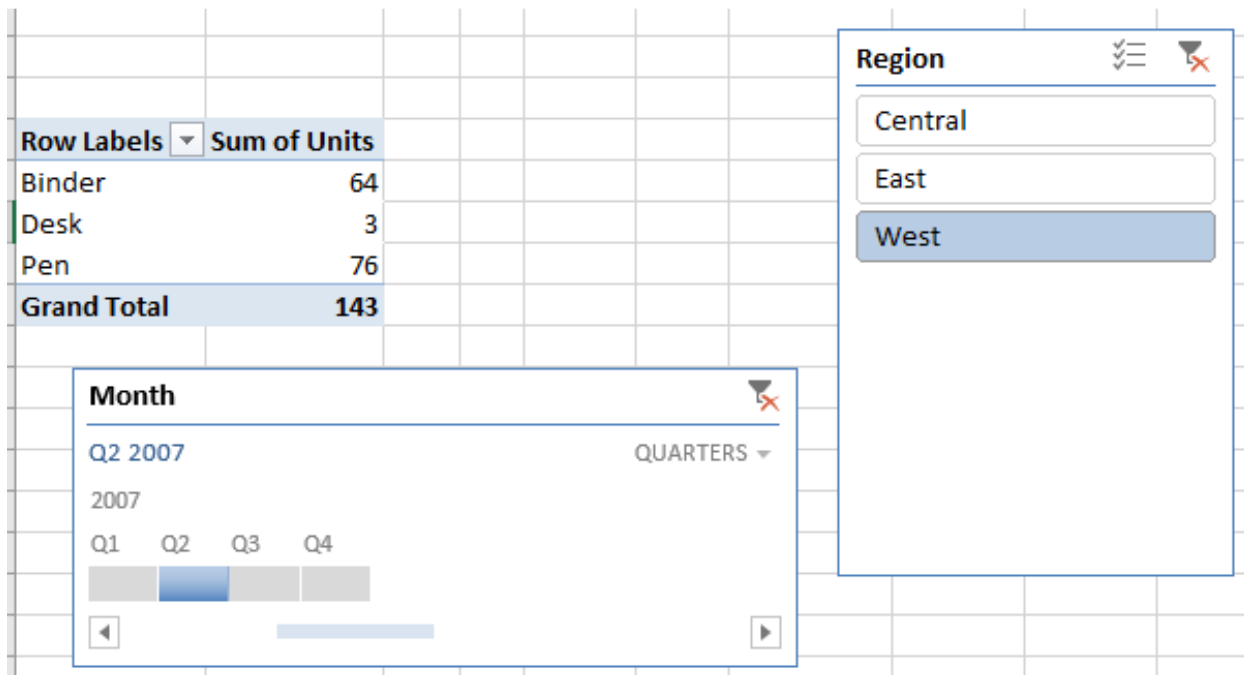 Row Labels Sum of Units
Binder 64
Desk 3
Pen 76
Grand Total 143
Region
Central
East
West
Month
Q2 2007 QUARTERS
2007
Q1 Q2 Q3 Q4